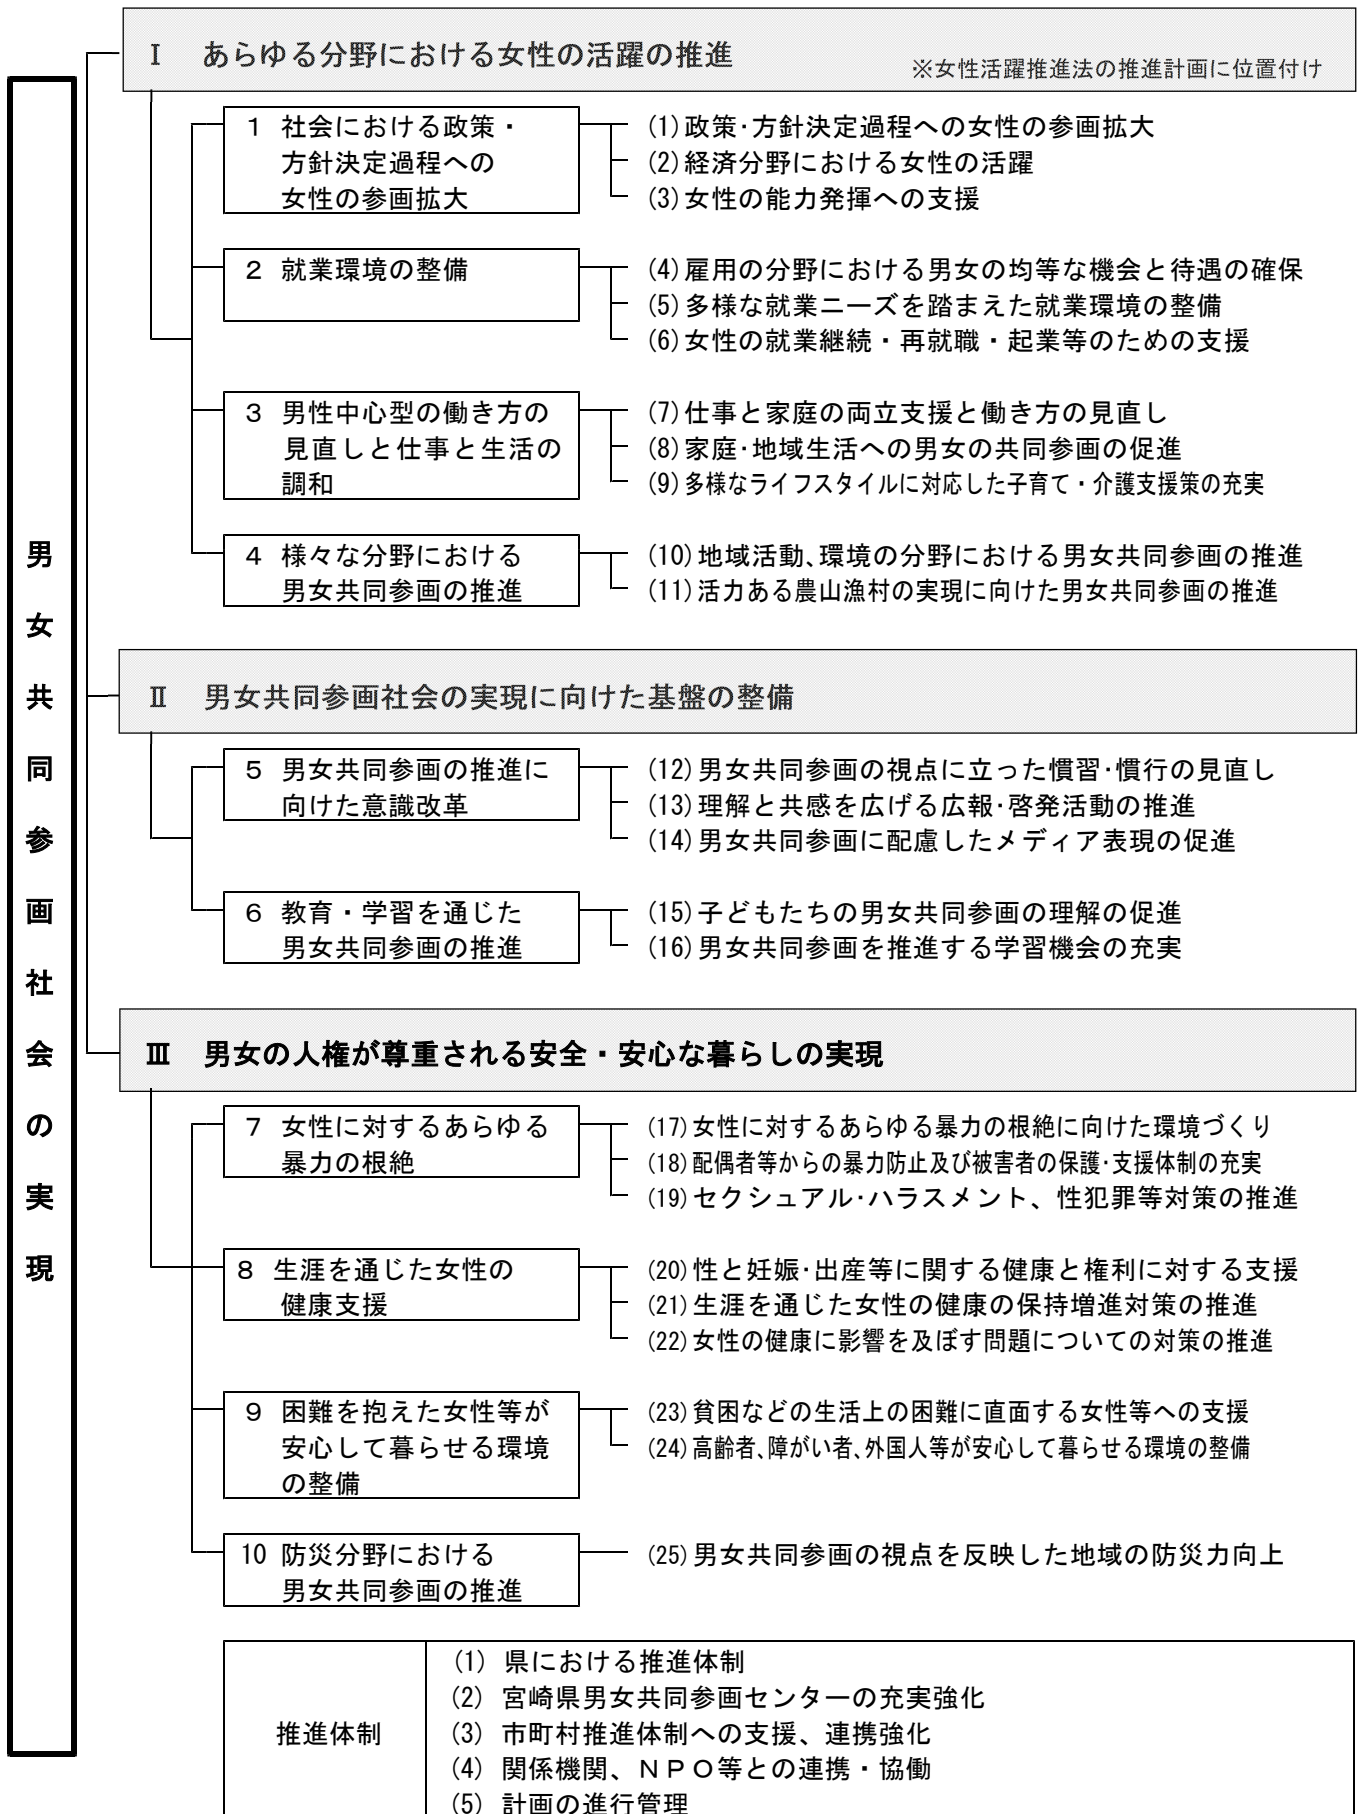 男女共同参画社会の実現
Ⅰ あらゆる分野における女性の活躍の推進
※女性活躍推進法の推進計画に位置付け
1 社会における政策・
方針決定過程への
女性の参画拡大
(1)政策・方針決定過程への女性の参画拡大
(2)経済分野における女性の活躍
(3)女性の能力発揮への支援
2 就業環境の整備
(4)雇用の分野における男女の均等な機会と待遇の確保
(5)多様な就業ニーズを踏まえた就業環境の整備
(6)女性の就業継続・再就職・起業等のための支援
3 男性中心型の働き方の
見直しと仕事と生活の
調和
(7)仕事と家庭の両立支援と働き方の見直し
(8)家庭・地域生活への男女の共同参画の促進
(9)多様なライフスタイルに対応した子育て・介護支援策の充実
4 様々な分野における
男女共同参画の推進
(10)地域活動、環境の分野における男女共同参画の推進
(11)活力ある農山漁村の実現に向けた男女共同参画の推進
Ⅱ 男女共同参画社会の実現に向けた基盤の整備
5 男女共同参画の推進に
向けた意識改革
(12)男女共同参画の視点に立った慣習・慣行の見直し
(13)理解と共感を広げる広報・啓発活動の推進
(14)男女共同参画に配慮したメディア表現の促進
6 教育・学習を通じた
男女共同参画の推進
(15)子どもたちの男女共同参画の理解の促進
(16)男女共同参画を推進する学習機会の充実
Ⅲ 男女の人権が尊重される安全・安心な暮らしの実現
7 女性に対するあらゆる
暴力の根絶
(17)女性に対するあらゆる暴力の根絶に向けた環境づくり
(18)配偶者等からの暴力防止及び被害者の保護・支援体制の充実
(19)セクシュアル・ハラスメント、性犯罪等対策の推進
8 生涯を通じた女性の
健康支援
(20)性と妊娠・出産等に関する健康と権利に対する支援
(21)生涯を通じた女性の健康の保持増進対策の推進
(22)女性の健康に影響を及ぼす問題についての対策の推進
9 困難を抱えた女性等が
安心して暮らせる環境
の整備
(23)貧困などの生活上の困難に直面する女性等への支援
(24)高齢者、障がい者、外国人等が安心して暮らせる環境の整備
10 防災分野における
男女共同参画の推進
(25)男女共同参画の視点を反映した地域の防災力向上
推進体制
(1) 県における推進体制
(2) 宮崎県男女共同参画センターの充実強化
(3) 市町村推進体制への支援、連携強化
(4) 関係機関、ＮＰＯ等との連携・協働
(5) 計画の進行管理